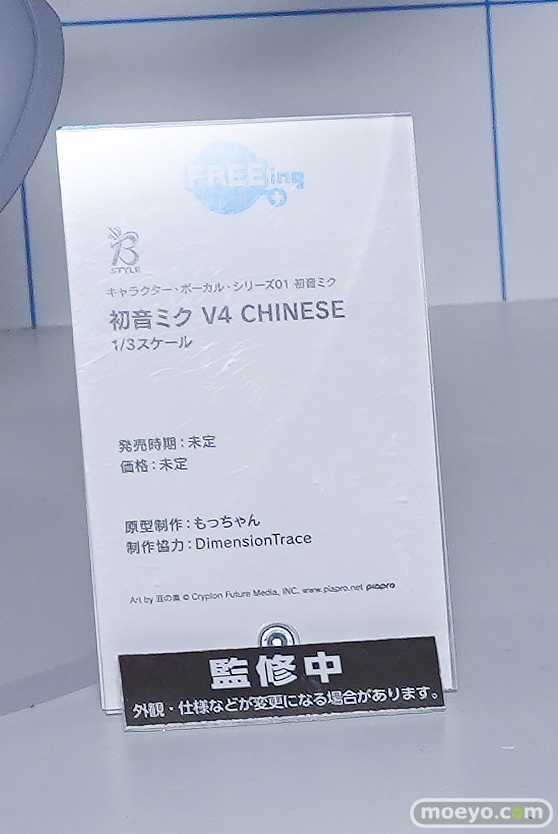 FREEing
B
STYLE
キャラクター・ボーカル・シリーズ01 初音ミク
初音ミク V4 CHINESE
1/3スケール
発売時期：未定
価格：未定
原型制作：もっちゃん
制作協力：DimensionTrace
Art by 豆の素 © Crypton Future Media, INC. www.piapro.net piapro
監修中
外観・仕様などが変更になる場合があります。
moeyo.com